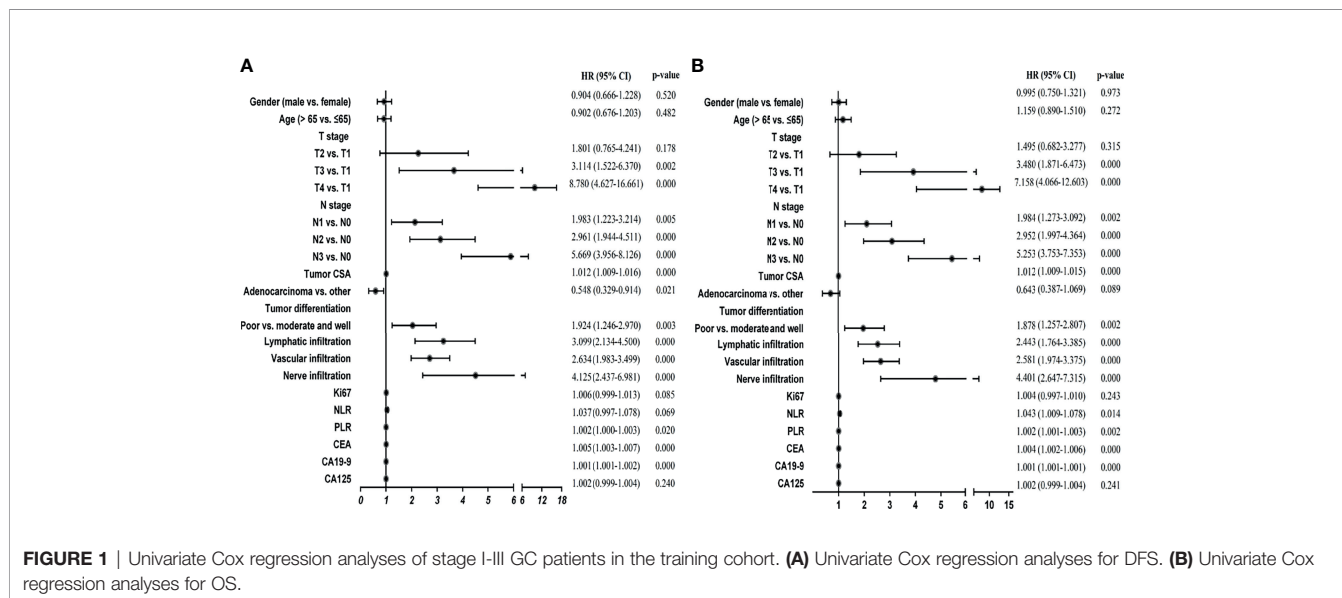 A
HR (95% CI) p-value
Gender (male vs. female) 0.904 (0.666-1.228) 0.520
Age (> 65 vs. ≤65) 0.902 (0.676-1.203) 0.482
T stage
T2 vs. T1 1.801 (0.765-4.241) 0.178
T3 vs. T1 3.114 (1.522-6.370) 0.002
T4 vs. T1 8.780 (4.627-16.661) 0.000
N stage
N1 vs. N0 1.983 (1.223-3.214) 0.005
N2 vs. N0 2.961 (1.944-4.511) 0.000
N3 vs. N0 5.669 (3.956-8.126) 0.000
Tumor CSA 1.012 (1.009-1.016) 0.000
Adenocarcinoma vs. other 0.548 (0.329-0.914) 0.021
Tumor differentiation
Poor vs. moderate and well 1.924 (1.246-2.970) 0.003
Lymphatic infiltration 3.099 (2.134-4.500) 0.000
Vascular infiltration 2.634 (1.983-3.499) 0.000
Nerve infiltration 4.125 (2.437-6.981) 0.000
Ki67 1.006 (0.999-1.013) 0.085
NLR 1.037 (0.997-1.078) 0.069
PLR 1.002 (1.000-1.003) 0.020
CEA 1.005 (1.003-1.007) 0.000
CA19-9 1.001 (1.001-1.002) 0.000
CA125 1.002 (0.999-1.004) 0.240
0 1 2 3 4 5 6 6 12 18
B
HR (95% CI) p-value
Gender (male vs. female) 0.995 (0.750-1.321) 0.973
Age (> 65 vs. ≤65) 1.159 (0.890-1.510) 0.272
T stage
T2 vs. T1 1.495 (0.682-3.277) 0.315
T3 vs. T1 3.480 (1.871-6.473) 0.000
T4 vs. T1 7.158 (4.066-12.603) 0.000
N stage
N1 vs. N0 1.984 (1.273-3.092) 0.002
N2 vs. N0 2.952 (1.997-4.364) 0.000
N3 vs. N0 5.253 (3.753-7.353) 0.000
Tumor CSA 1.012 (1.009-1.015) 0.000
Adenocarcinoma vs. other 0.643 (0.387-1.069) 0.089
Tumor differentiation
Poor vs. moderate and well 1.878 (1.257-2.807) 0.002
Lymphatic infiltration 2.443 (1.764-3.385) 0.000
Vascular infiltration 2.581 (1.974-3.375) 0.000
Nerve infiltration 4.401 (2.647-7.315) 0.000
Ki67 1.004 (0.997-1.010) 0.243
NLR 1.043 (1.009-1.078) 0.014
PLR 1.002 (1.001-1.003) 0.002
CEA 1.004 (1.002-1.006) 0.000
CA19-9 1.001 (1.001-1.001) 0.000
CA125 1.002 (0.999-1.004) 0.241
1 2 3 4 5 6 10 15
FIGURE 1 | Univariate Cox regression analyses of stage I-III GC patients in the training cohort. (A) Univariate Cox regression analyses for DFS. (B) Univariate Cox
regression analyses for OS.